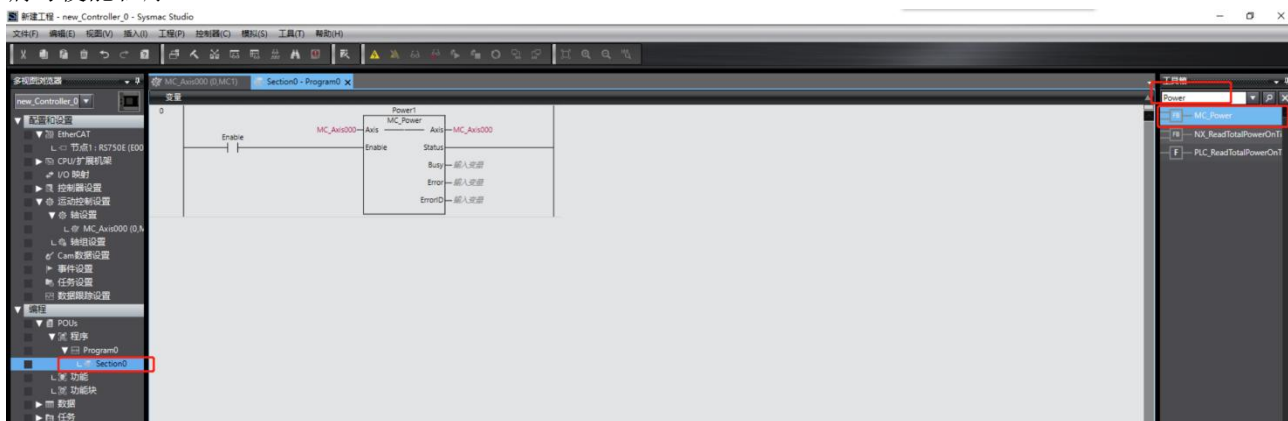 新建工程 - new_Controller_0 - Sysmac Studio
文件(F) 编辑(E) 视图(V) 插入(I) 工程(P) 控制器(C) 模拟(S) 工具(T) 帮助(H)
多视图浏览器
new_Controller_0
配置和设置
EtherCAT
节点1 : RS750E (E00
CPU/扩展机架
I/O 映射
控制器设置
运动控制设置
轴设置
MC_Axis000 (0,M
轴组设置
Cam数据设置
事件设置
任务设置
数据跟踪设置
编程
POUs
程序
Program0
Section0
功能
功能块
数据
任务
MC_Axis000 (0,MC1)
Section0 - Program0
变量
0
Power1
MC_Power
MC_Axis000 Axis Axis MC_Axis000
Enable
Enable Status
Busy 输入变量
Error 输入变量
ErrorID 输入变量
工具箱
Power
FB MC_Power
FB NX_ReadTotalPowerOnTi
F PLC_ReadTotalPowerOnT